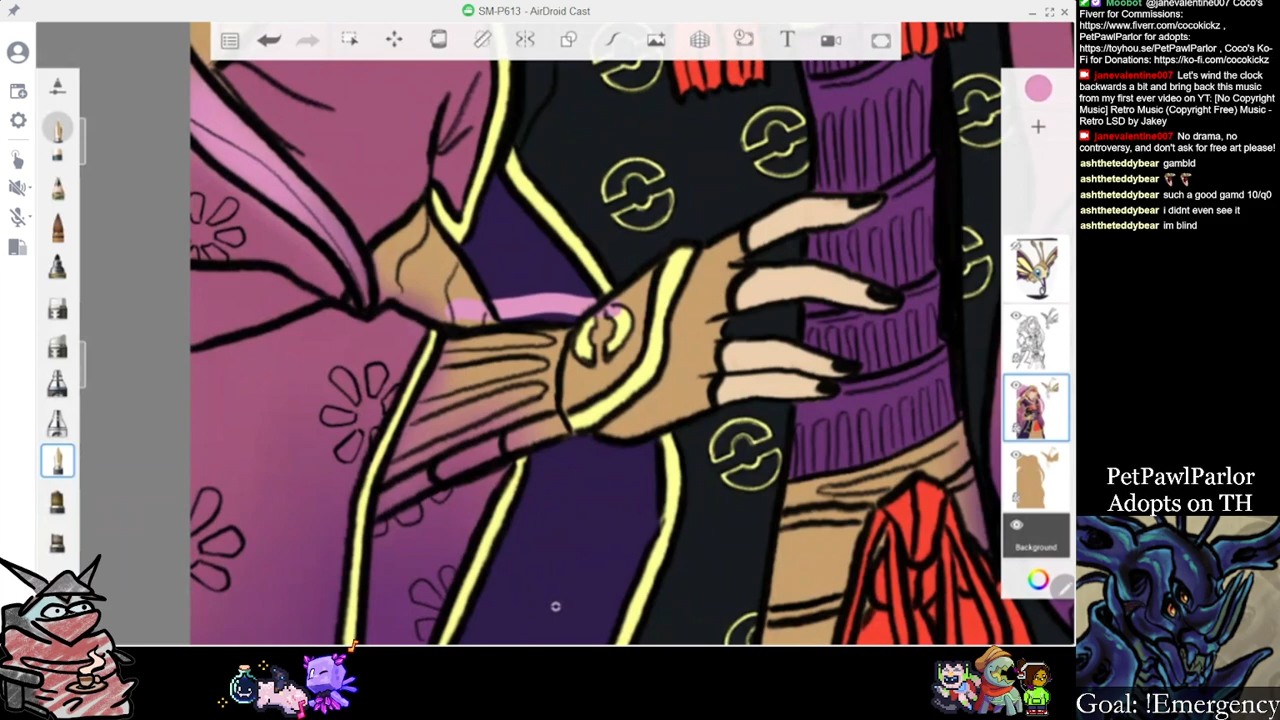 SM-P613 - AirDroid Cast
T
Background
Moobot @janevalentine007 Coco's
Fiverr for Commissions:
https://www.fiverr.com/cocokickz ,
PetPawlParlor for adopts:
https://toyhou.se/PetPawlParlor , Coco's Ko-
Fi for Donations: https://ko-fi.com/cocokickz
janevalentine007 Let's wind the clock
backwards a bit and bring back this music
from my first ever video on YT: [No Copyright
Music] Retro Music (Copyright Free) Music -
Retro LSD by Jakey
janevalentine007 No drama, no
controversy, and don't ask for free art please!
ashtheteddybear gambld
ashtheteddybear
ashtheteddybear such a good gamd 10/q0
ashtheteddybear i didnt even see it
ashtheteddybear im blind
PetPawlParlor
Adopts on TH
Goal: !Emergency